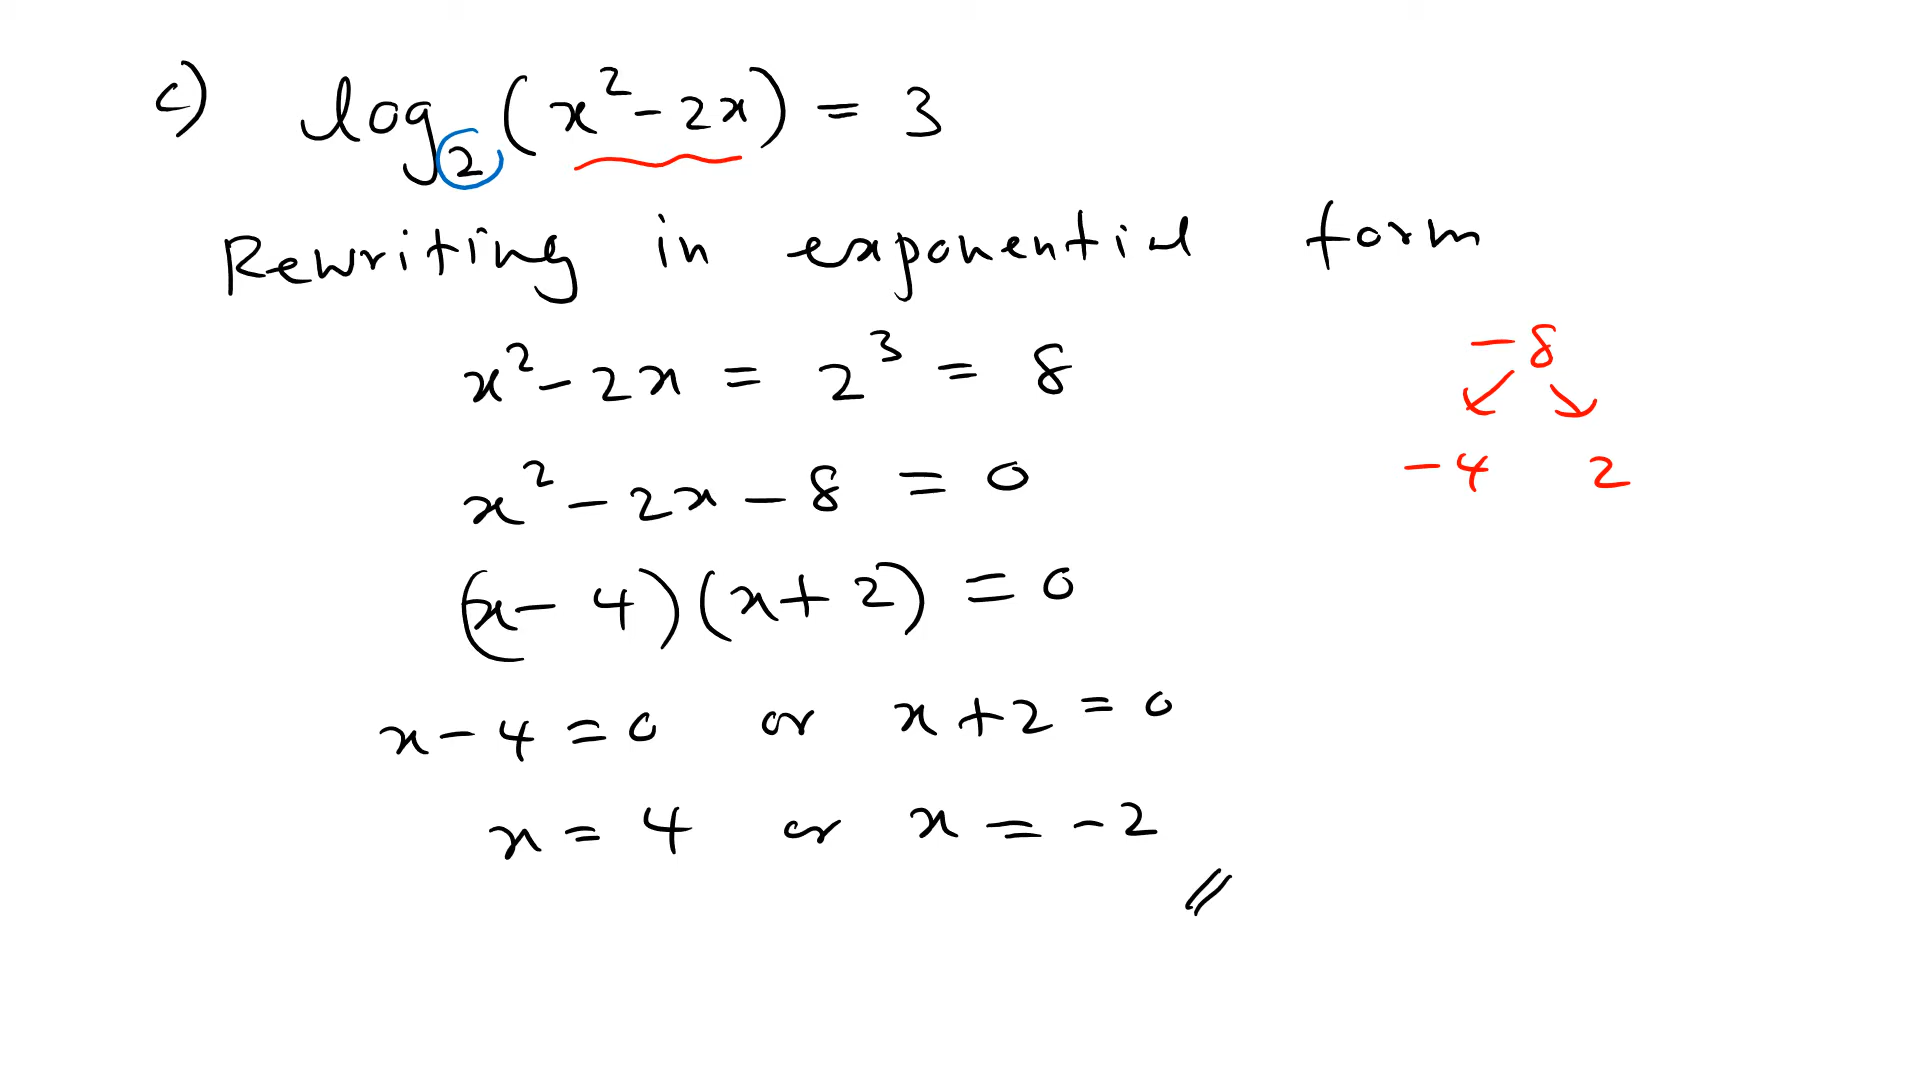 c) log₂(x² - 2x) = 3
Rewriting in exponential form
x² - 2x = 2³ = 8
-8
-4 2
x² - 2x - 8 = 0
(x - 4)(x + 2) = 0
x - 4 = 0 or x + 2 = 0
x = 4 or x = -2